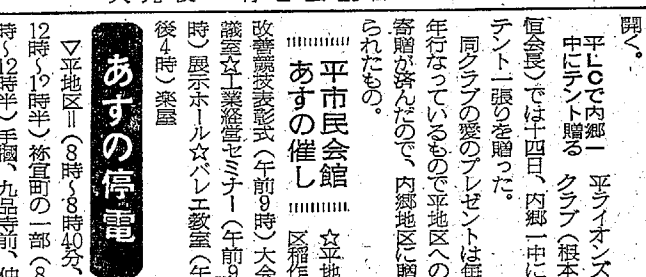 開く。
平LCで内郷一
中にテント贈る
平ライオンズ
クラブ(根本
恒会長)では十四日、内郷一中に
テント一張りを贈った。
同クラブの愛のプレゼントは毎
年行なっているもので平地区への
寄贈が済んだので、内郷地区に贈
られたもの。
平市民会館
あすの催し
☆平地
区稲作
改善競技表彰式(午前9時)大会
議室☆工業経営セミナー(午前9
時)展示ホール☆バレエ教室(午
後4時)楽屋
あすの停電
▽平地区=(8時〜8時40分、
12時〜12時半)祢宜町の一部(8
時〜12時半)手掴、九品寺前、仲